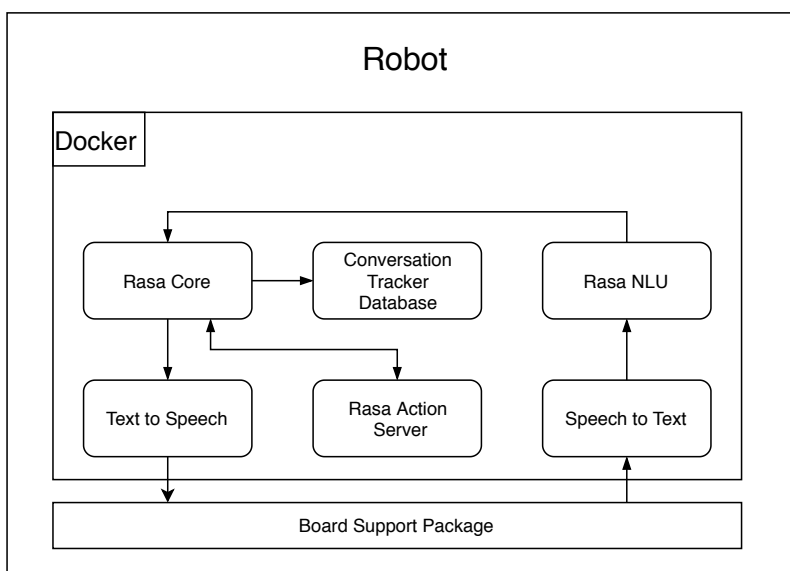 Robot
Docker
Rasa Core
Conversation
Tracker
Database
Rasa NLU
Text to Speech
Rasa Action
Server
Speech to Text
Board Support Package